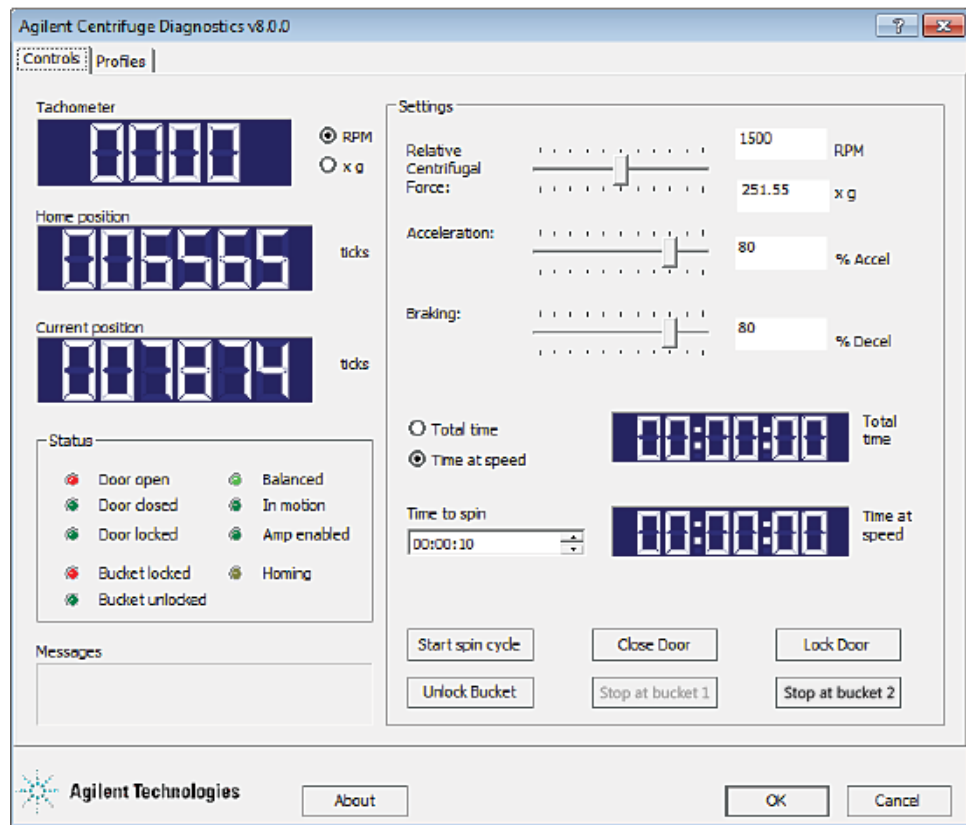 Agilent Centrifuge Diagnostics v8.0.0
?
Controls
Profiles
Tachometer
0000
RPM
x g
Home position
006565
ticks
Current position
007874
ticks
Status
Door open
Balanced
Door closed
In motion
Door locked
Amp enabled
Bucket locked
Homing
Bucket unlocked
Messages
Settings
Relative
Centrifugal
Force:
1500
RPM
251.55
x g
Acceleration:
80
% Accel
Braking:
80
% Decel
Total time
Time at speed
00:00:00
Total
time
Time to spin
00:00:10
00:00:00
Time at
speed
Start spin cycle
Close Door
Lock Door
Unlock Bucket
Stop at bucket 1
Stop at bucket 2
Agilent Technologies
About
OK
Cancel